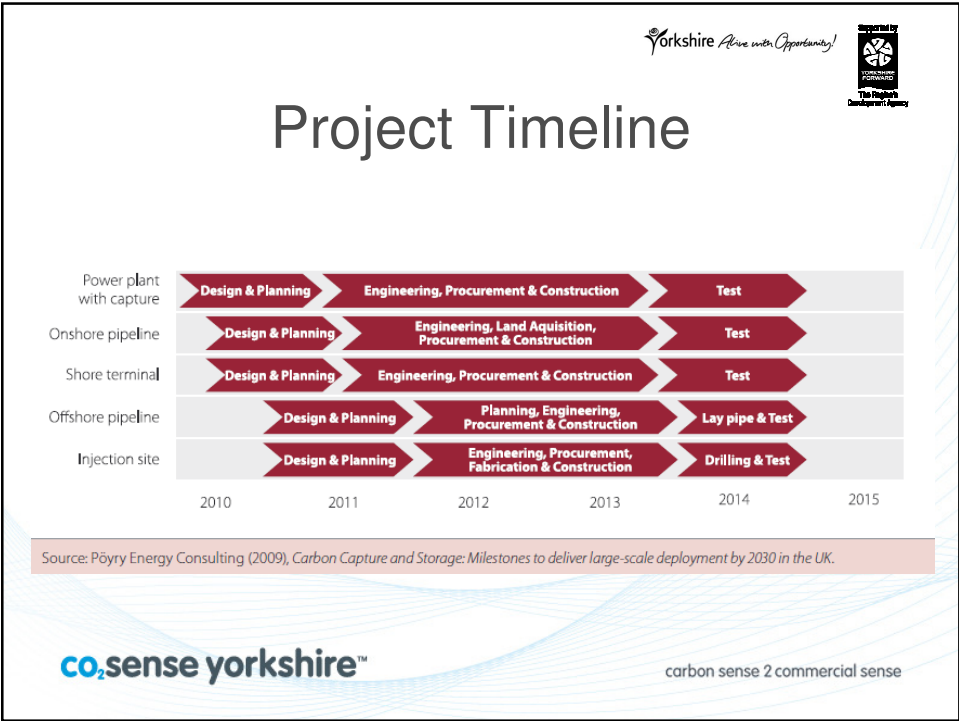 Yorkshire Alive with Opportunity!
Supported by
YORKSHIRE
FORWARD
The Region's
Development Agency
Project Timeline
Power plant
with capture
Design & Planning
Engineering, Procurement & Construction
Test
Onshore pipeline
Design & Planning
Engineering, Land Aquisition,
Procurement & Construction
Test
Shore terminal
Design & Planning
Engineering, Procurement & Construction
Test
Offshore pipeline
Design & Planning
Planning, Engineering,
Procurement & Construction
Lay pipe & Test
Injection site
Design & Planning
Engineering, Procurement,
Fabrication & Construction
Drilling & Test
2010 2011 2012 2013 2014 2015
Source: Pöyry Energy Consulting (2009), Carbon Capture and Storage: Milestones to deliver large-scale deployment by 2030 in the UK.
co₂sense yorkshire™
carbon sense 2 commercial sense